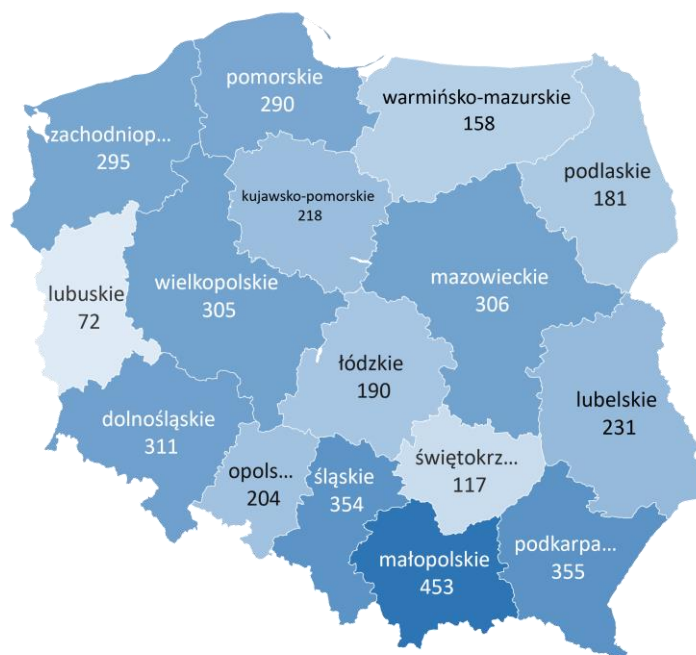 pomorskie
290
warmińsko-mazurskie
158
zachodniop...
295
podlaskie
181
kujawsko-pomorskie
218
mazowieckie
306
wielkopolskie
305
lubuskie
72
łódzkie
190
lubelskie
231
dolnośląskie
311
świętokrz...
117
opols...
204
śląskie
354
podkarpa...
355
małopolskie
453